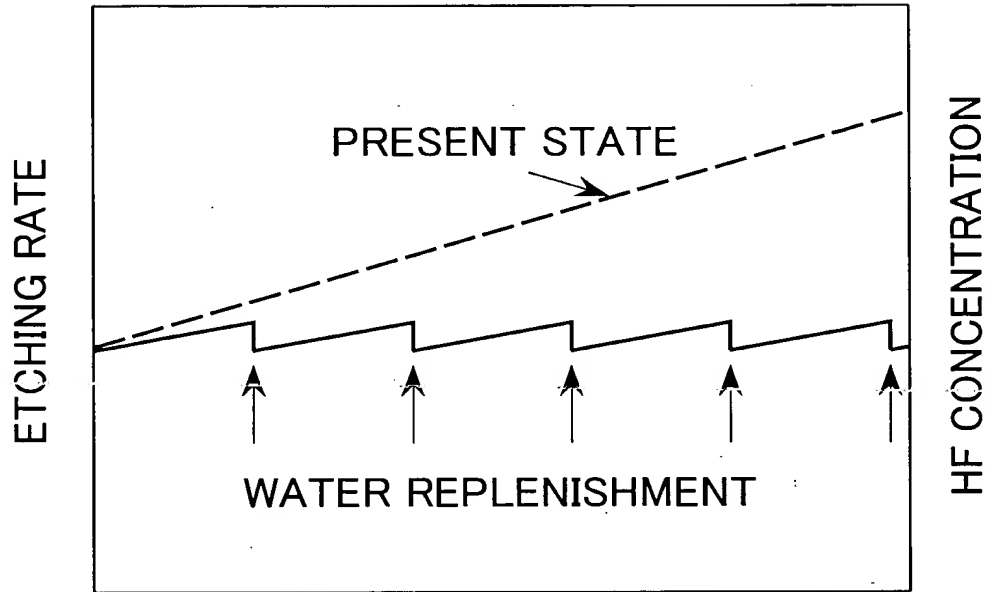 ETCHING RATE
PRESENT STATE
WATER REPLENISHMENT
HF CONCENTRATION